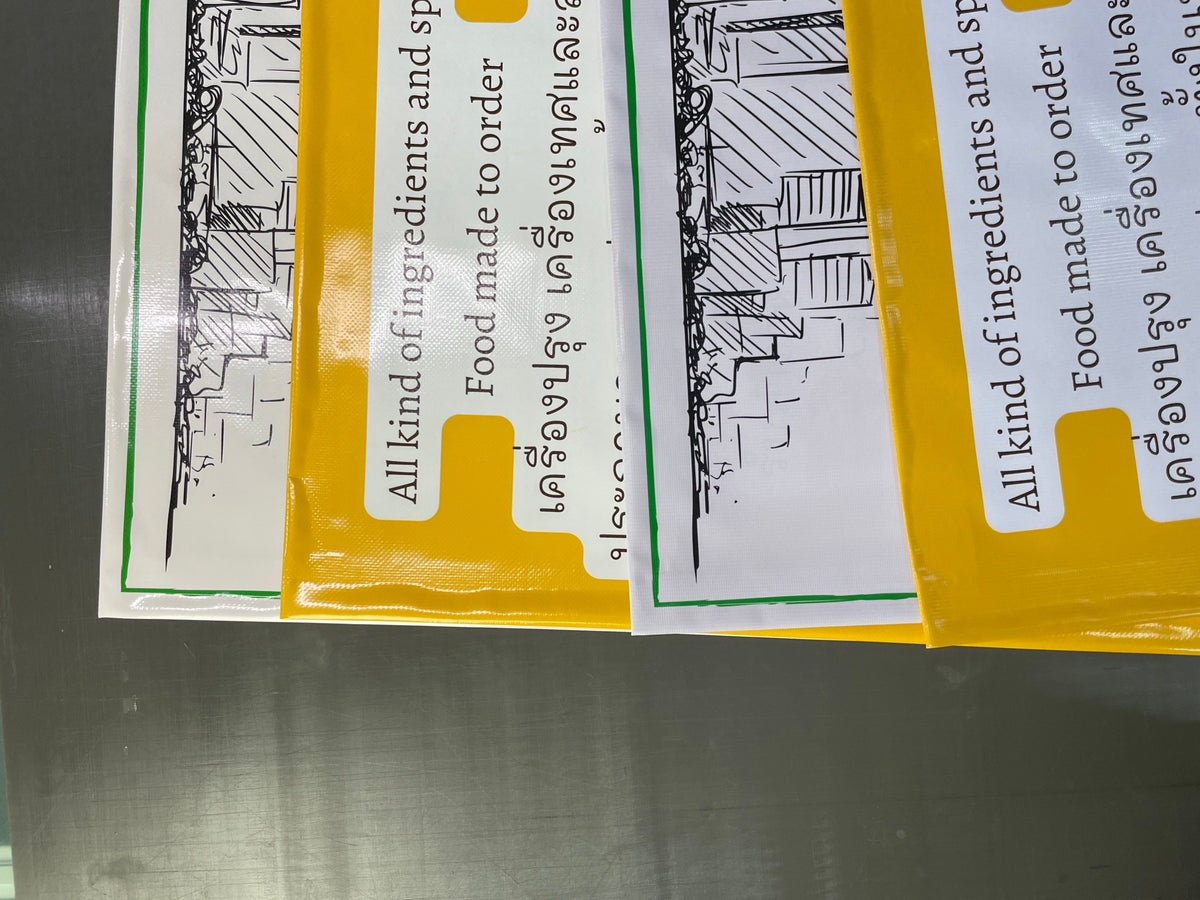 All kind of ingredients and sp
Food made to order
เครื่องปรุง เครื่องเทศและ
All kind of ingredients and sp
Food made to order
เครื่องปรุง เครื่องเทศและ